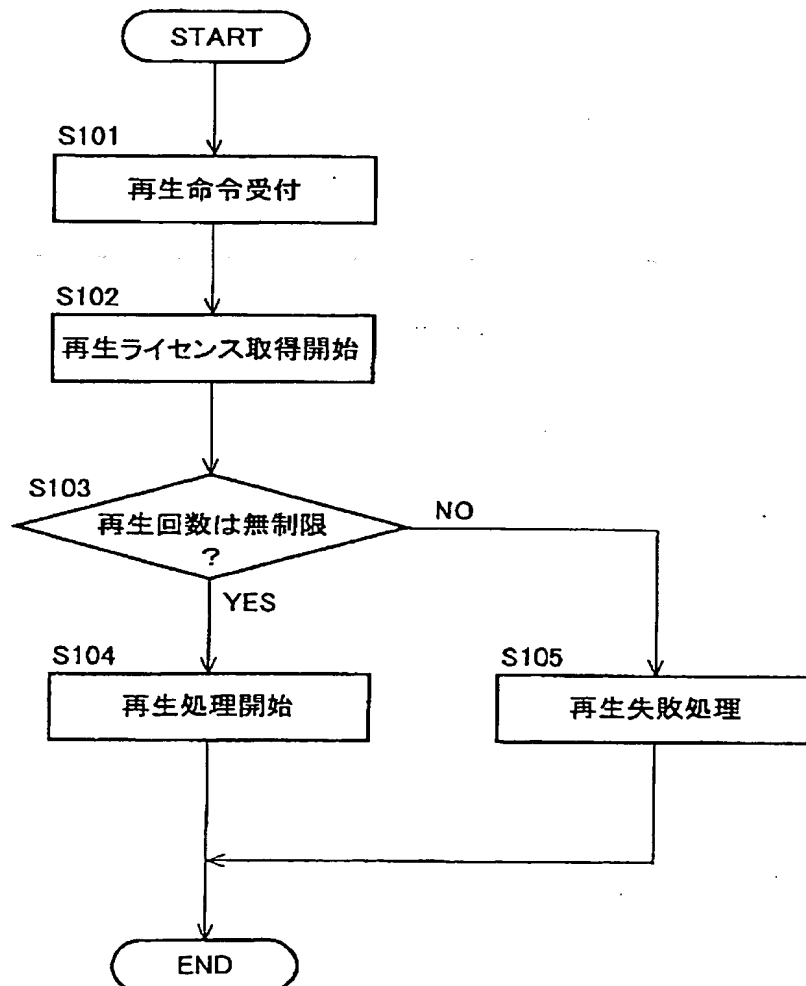 START
S101
再生命令受付
S102
再生ライセンス取得開始
S103
再生回数は無制限
?
NO
YES
S104
再生処理開始
S105
再生失敗処理
END